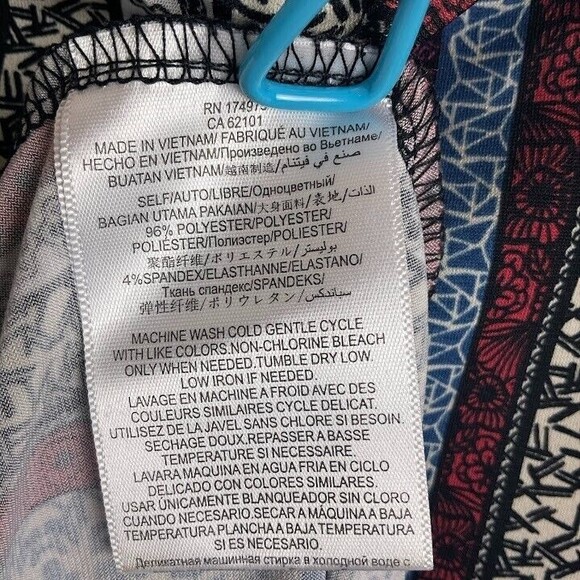 RN 17497
CA 62101
MADE IN VIETNAM/ FABRIQUÉ AU VIETNAM/
HECHO EN VIETNAM/Произведено во Вьетнаме/
BUATAN VIETNAM/越南制造/ صنع في فيتنام
SELF/AUTO/LIBRE/Одноцветный/
BAGIAN UTAMA PAKAIAN/大身面料/表地/ الذات
96% POLYESTER/POLYESTER/
POLIÉSTER/Полиэстер/POLIESTER/
聚酯纤维/ポリエステル/ بوليستر
4%SPANDEX/ELASTHANNE/ELASTANO/
Ткань спандекс/SPANDEKS/
弹性纤维/ポリウレタン/ سباندكس
MACHINE WASH COLD GENTLE CYCLE
WITH LIKE COLORS.NON-CHLORINE BLEACH
ONLY WHEN NEEDED.TUMBLE DRY LOW.
LOW IRON IF NEEDED.
LAVAGE EN MACHINE A FROID AVEC DES
COULEURS SIMILAIRES CYCLE DELICAT.
UTILISEZ DE LA JAVEL SANS CHLORE SI BESOIN.
SECHAGE DOUX.REPASSER A BASSE
TEMPERATURE SI NECESSAIRE.
LAVARA MAQUINA EN AGUA FRIA EN CICLO
DELICADO CON COLORES SIMILARES.
USAR ÚNICAMENTE BLANQUEADOR SIN CLORO
CUANDO NECESARIO.SECAR A MÁQUINA A BAJA
TEMPERATURA PLANCHA A BAJA TEMPERATURA
SI ES NECESARIO.
Деликатная машинная стирка в холодной воде с